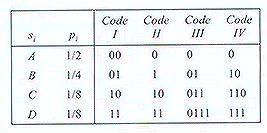 Code Code Code Code
s_i p_i I II III IV
A 1/2 00 0 0 0
B 1/4 01 1 01 10
C 1/8 10 10 011 110
D 1/8 11 11 0111 111